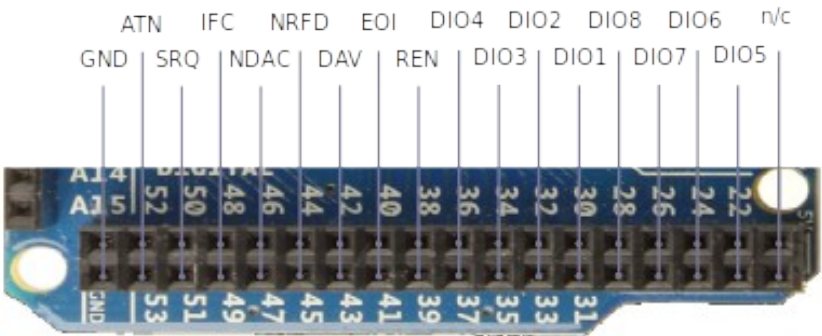 ATN IFC NRFD EOI DIO4 DIO2 DIO8 DIO6 n/c
GND SRQ NDAC DAV REN DIO3 DIO1 DIO7 DIO5
A14 DIGITAL
A15 52 50 48 46 44 42 40 38 36 34 32 30 28 26 24 22
GND 53 51 49 47 45 43 41 39 37 35 33 31